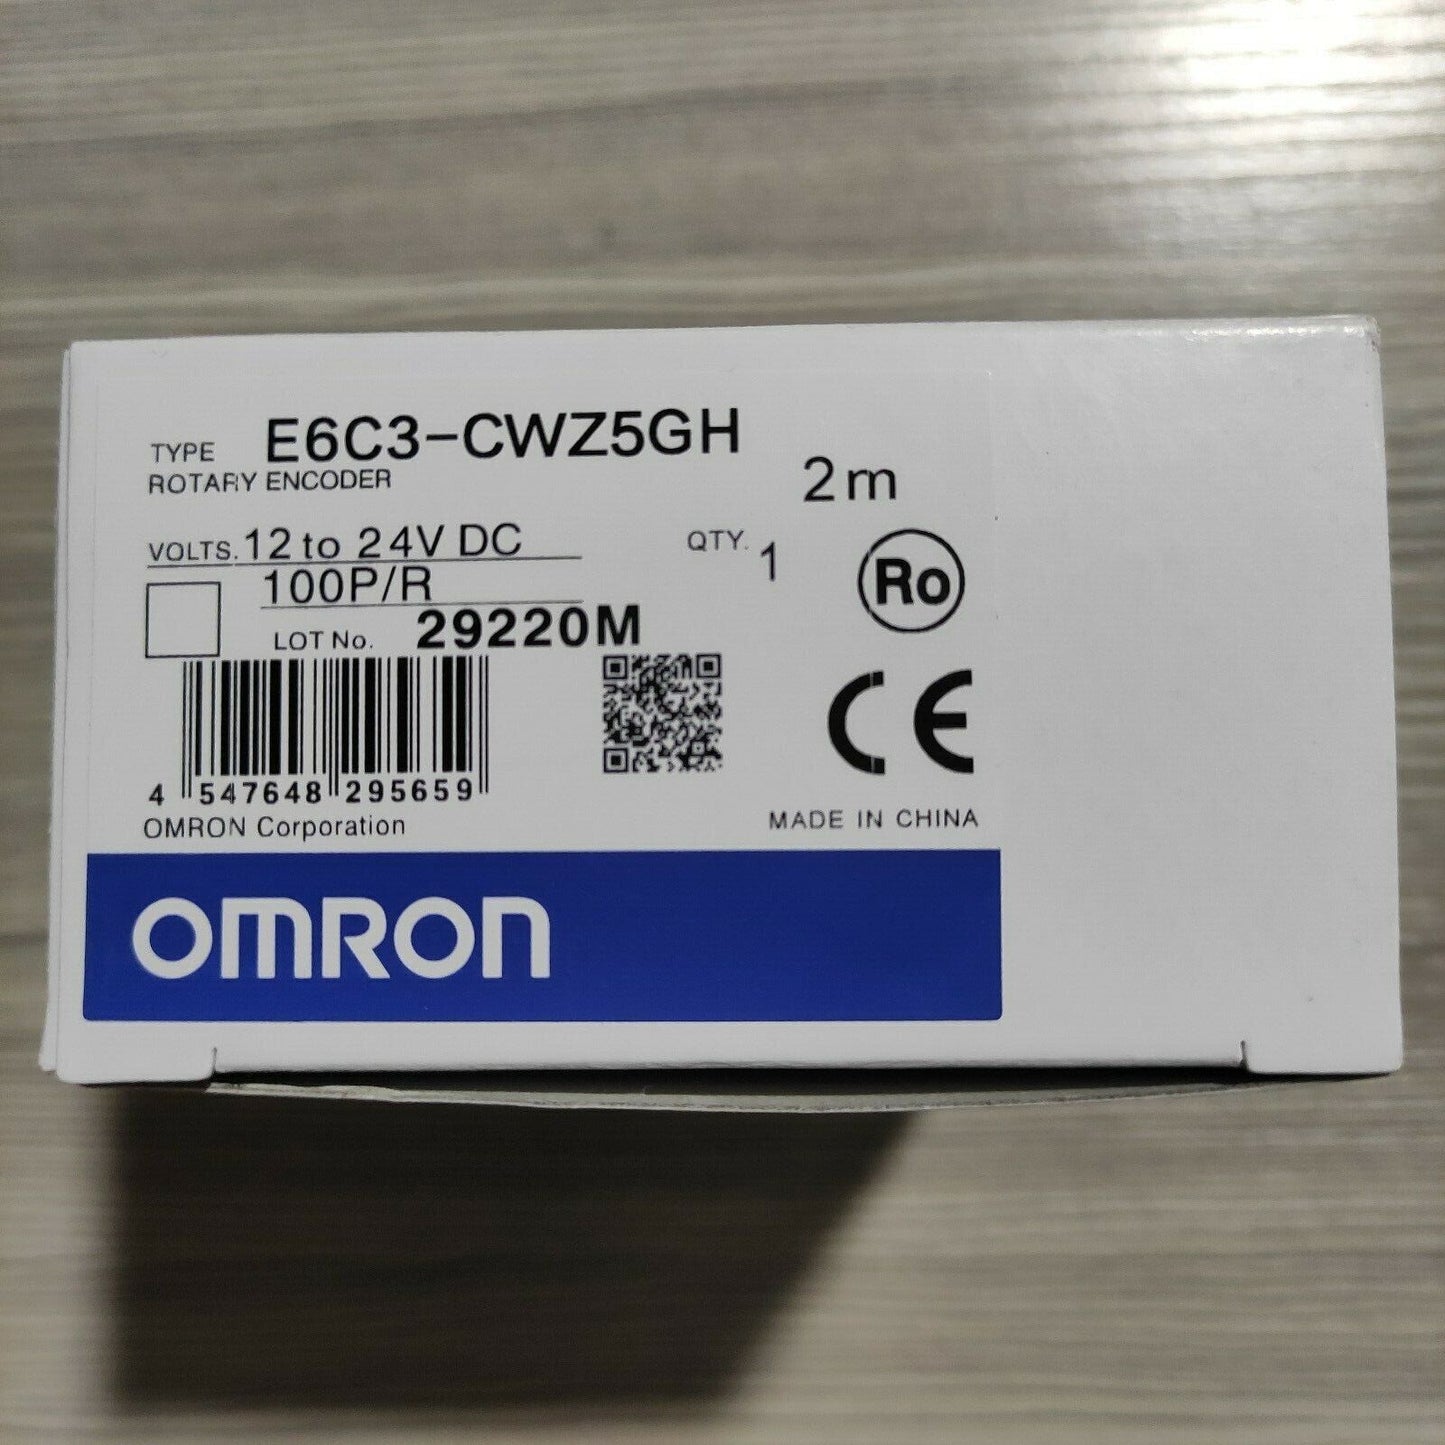 TYPE E6C3-CWZ5GH
ROTARY ENCODER
2m
VOLTS. 12 to 24V DC
QTY. 1
100P/R
Ro
LOT No. 29220M
CE
4 547648 295659
OMRON Corporation
MADE IN CHINA
OMRON